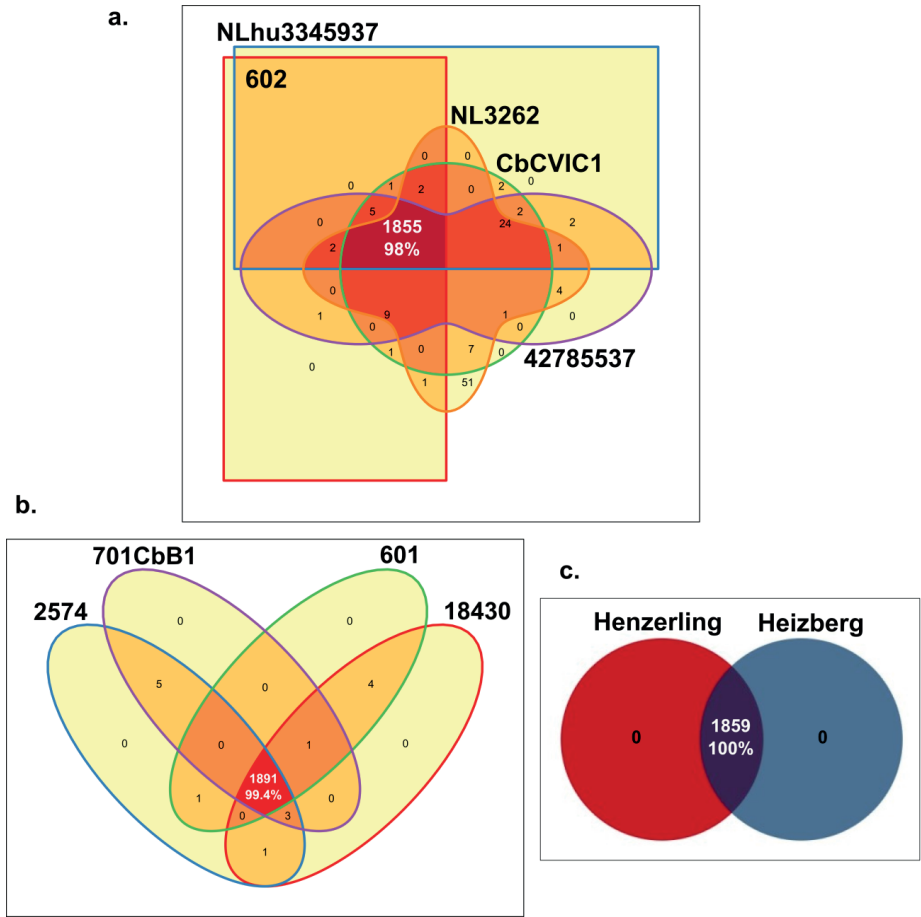 a.
NLhu3345937
602
NL3262
CbCVIC1
0 0
0 1 2 0 2 0
0 5 2 2
1855 24
98%
2 1
0 4
1 9 1 0
0 0
1 0 7 0
0
42785537
1 51
b.
701CbB1 601
2574 18430
0 0
5 0 4
0 0 1 0
1891
99.4%
1 0
0 3
1
c.
Henzerling Heizberg
0 1859 0
100%